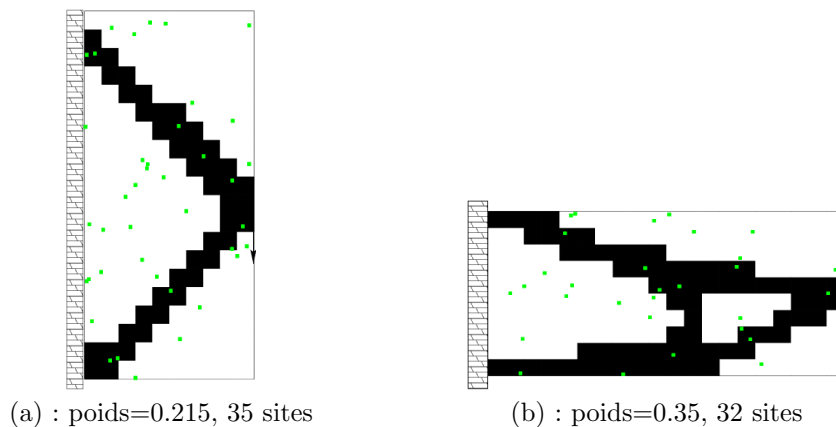 (a) : poids=0.215, 35 sites
(b) : poids=0.35, 32 sites